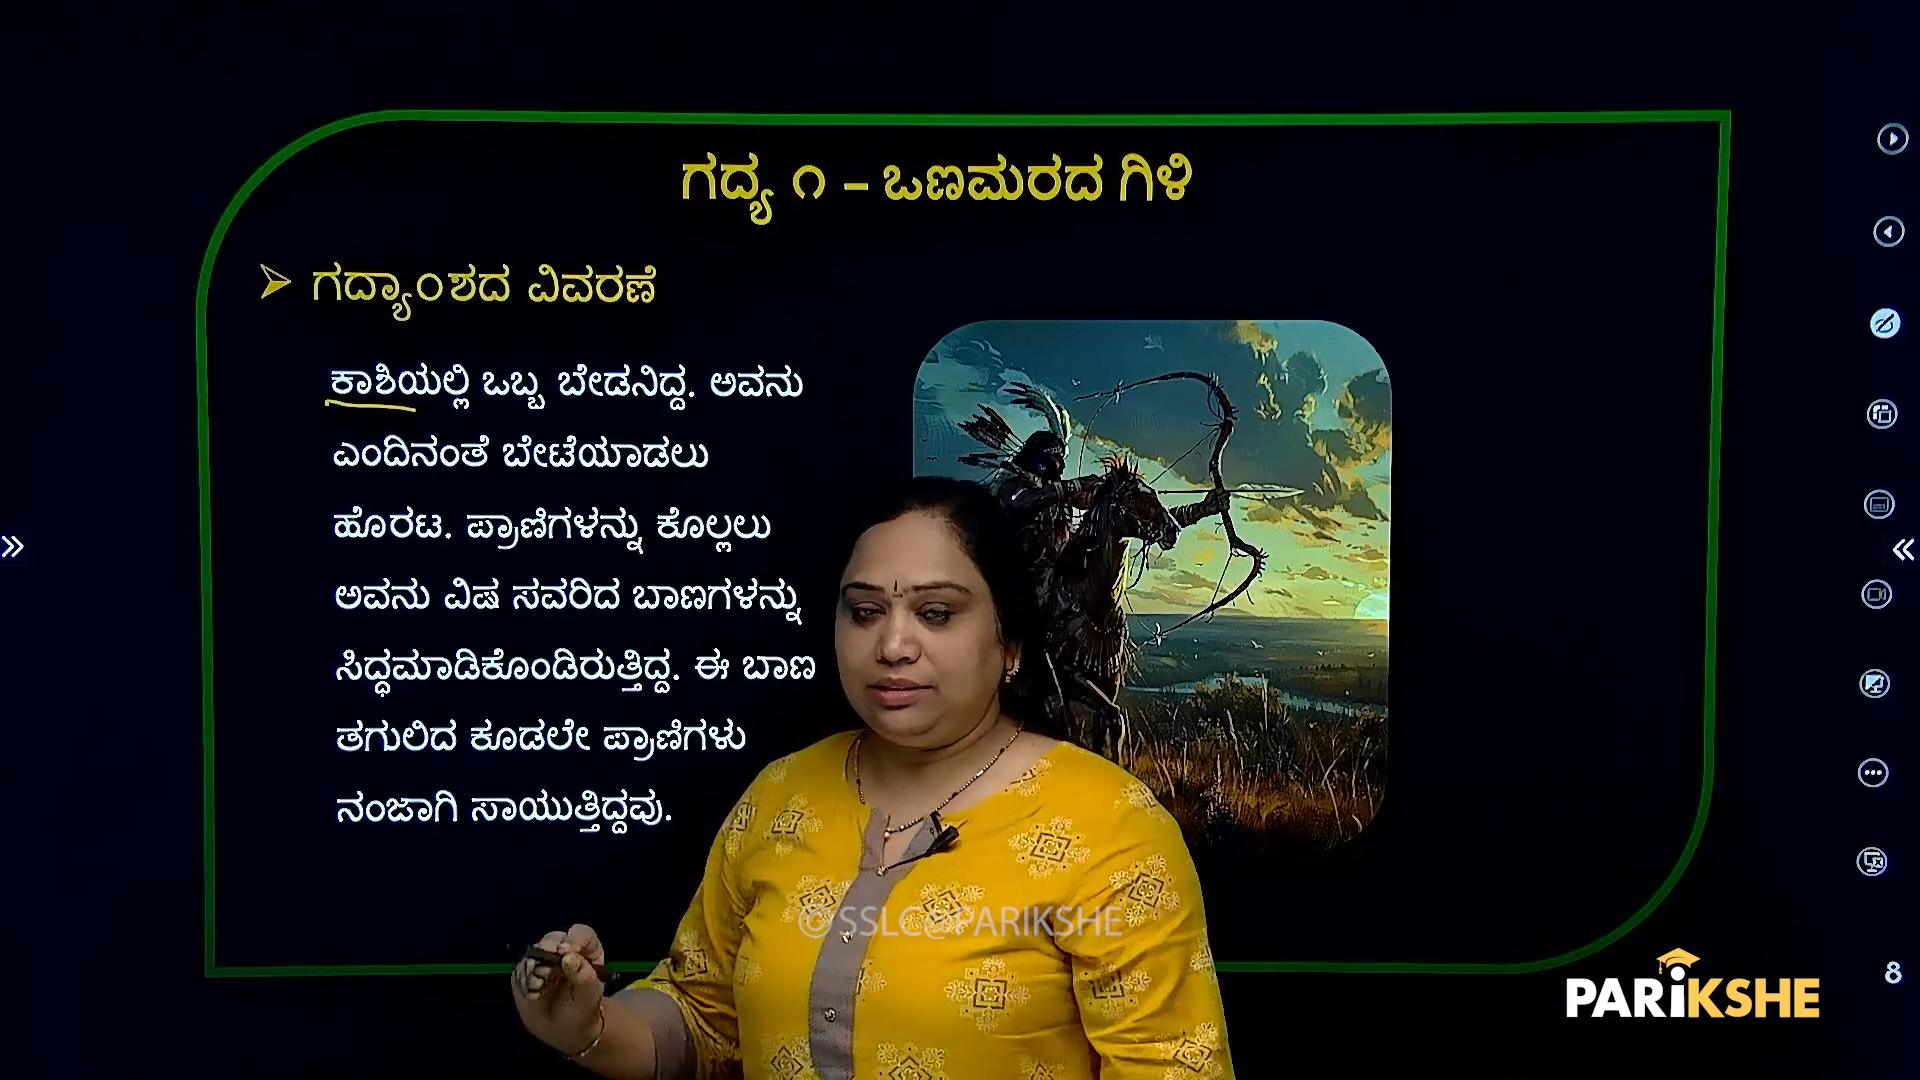 ಗದ್ಯ ೧ – ಒಣಮರದ ಗಿಳಿ
ಗದ್ಯಾಂಶದ ವಿವರಣೆ
ಕಾಶಿಯಲ್ಲಿ ಒಬ್ಬ ಬೇಡನಿದ್ದ. ಅವನು
ಎಂದಿನಂತೆ ಬೇಟೆಯಾಡಲು
ಹೊರಟ. ಪ್ರಾಣಿಗಳನ್ನು ಕೊಲ್ಲಲು
ಅವನು ವಿಷ ಸವರಿದ ಬಾಣಗಳನ್ನು
ಸಿದ್ಧಮಾಡಿಕೊಂಡಿರುತ್ತಿದ್ದ. ಈ ಬಾಣ
ತಗುಲಿದ ಕೂಡಲೇ ಪ್ರಾಣಿಗಳು
ನಂಜಾಗಿ ಸಾಯುತ್ತಿದ್ದವು.
©SSLC@PARIKSHE
PARIKSHE
8